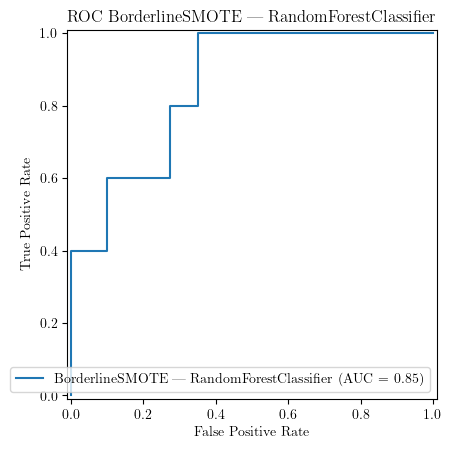 ROC BorderlineSMOTE — RandomForestClassifier
1.0
0.8
0.6
0.4
0.2
0.0
True Positive Rate
BorderlineSMOTE — RandomForestClassifier (AUC = 0.85)
0.0 0.2 0.4 0.6 0.8 1.0
False Positive Rate